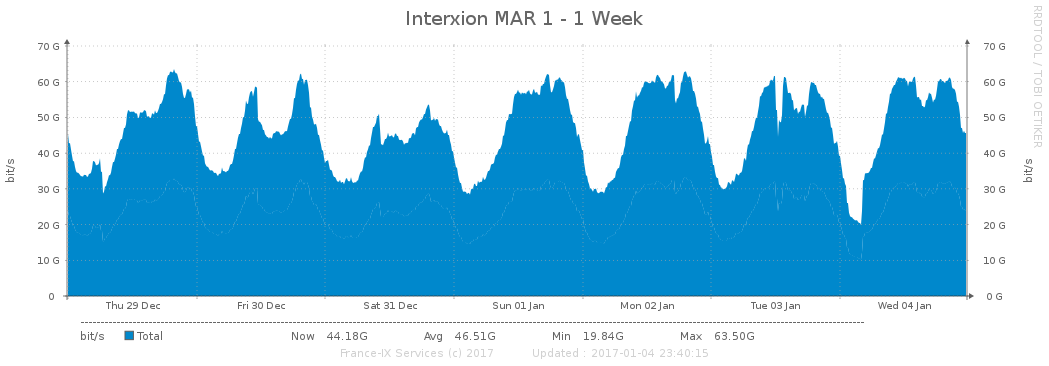 Interxion MAR 1 - 1 Week
RRDTOOL / TOBI OETIKER
bit/s
70 G 70 G
60 G 60 G
50 G 50 G
40 G 40 G
30 G 30 G
20 G 20 G
10 G 10 G
0 0 G
bit/s
Thu 29 Dec Fri 30 Dec Sat 31 Dec Sun 01 Jan Mon 02 Jan Tue 03 Jan Wed 04 Jan
bit/s Total Now 44.18G Avg 46.51G Min 19.84G Max 63.50G
France-IX Services (c) 2017 Updated : 2017-01-04 23:40:15